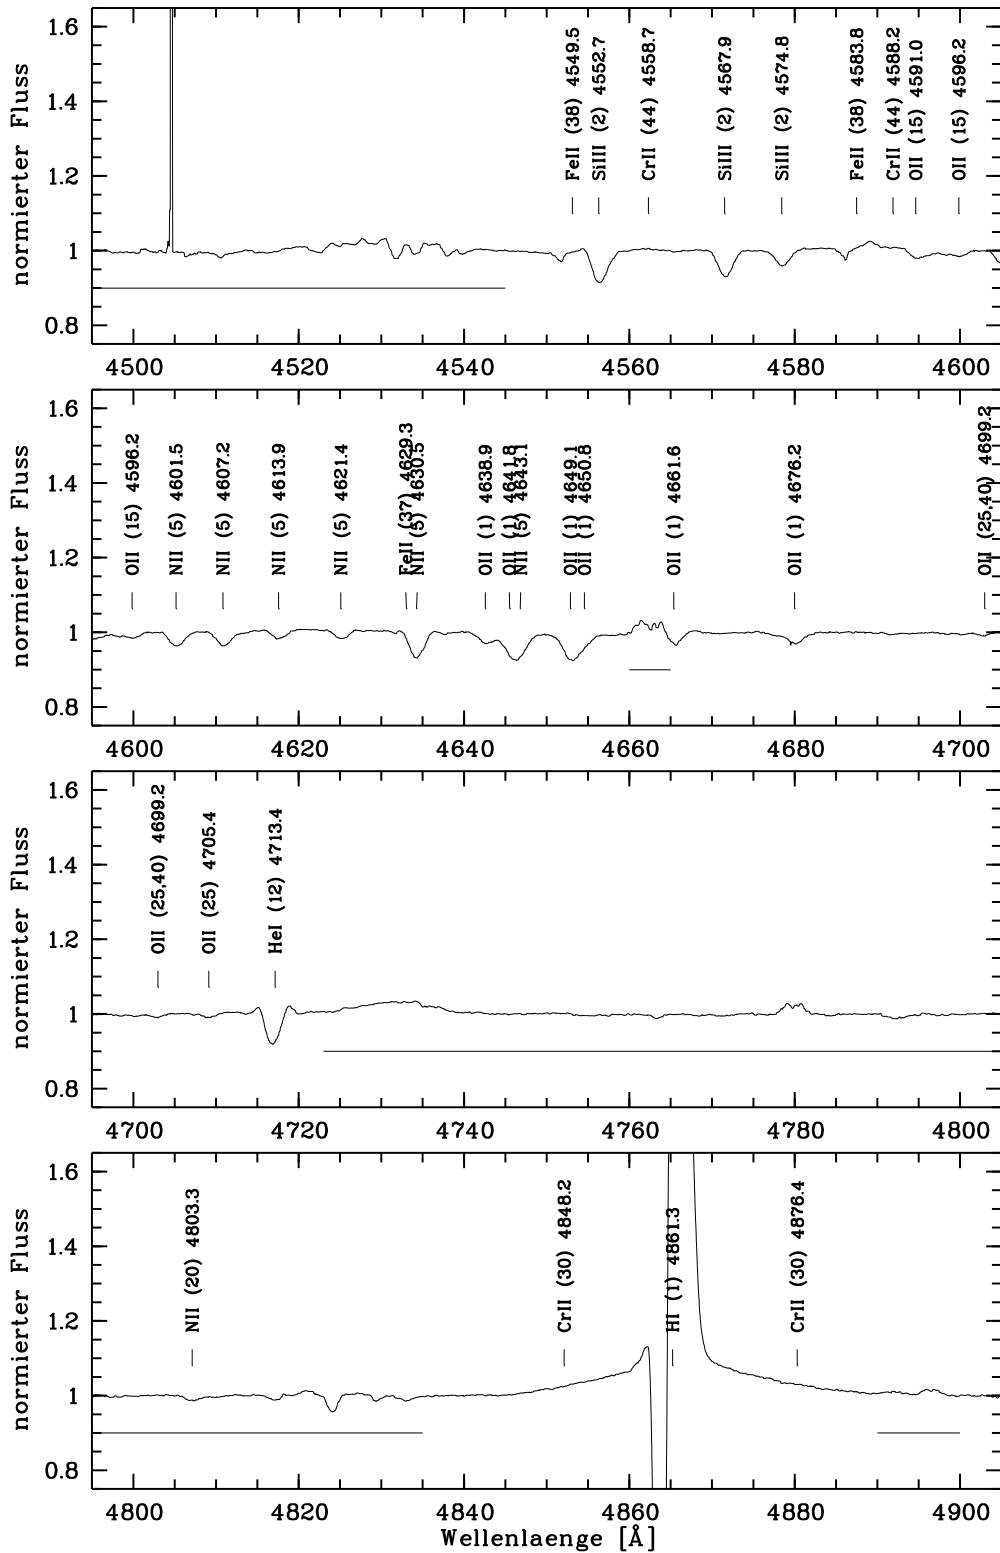 normierter Fluss
1.6
1.4
1.2
1
0.8
FeII (38) 4549.5
SiIII (2) 4552.7
CrII (44) 4558.7
SiIII (2) 4567.9
SiIII (2) 4574.8
FeII (38) 4583.8
CrII (44) 4588.2
OII (15) 4591.0
OII (15) 4596.2
4500 4520 4540 4560 4580 4600
normierter Fluss
1.6
1.4
1.2
1
0.8
OII (15) 4596.2
NII (5) 4601.5
NII (5) 4607.2
NII (5) 4613.9
NII (5) 4621.4
FeII (37) 4629.3
NII (5) 4630.5
OII (1) 4638.9
OII (1) 4641.8
NII (5) 4643.1
OII (1) 4649.1
OII (1) 4650.8
OII (1) 4661.6
OII (1) 4676.2
OII (25,40) 4699.2
4600 4620 4640 4660 4680 4700
normierter Fluss
1.6
1.4
1.2
1
0.8
OII (25,40) 4699.2
OII (25) 4705.4
HeI (12) 4713.4
4700 4720 4740 4760 4780 4800
normierter Fluss
1.6
1.4
1.2
1
0.8
NII (20) 4803.3
CrII (30) 4848.2
HI (1) 4861.3
CrII (30) 4876.4
4800 4820 4840 4860 4880 4900
Wellenlaenge [Å]